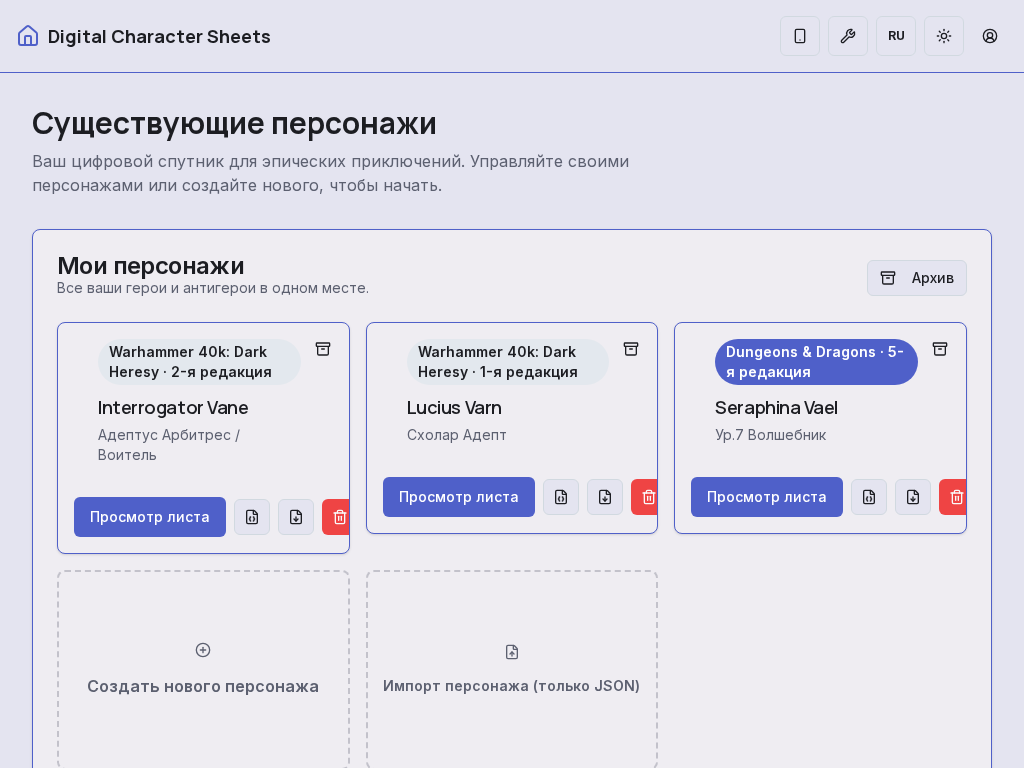 Digital Character Sheets
RU
Существующие персонажи
Ваш цифровой спутник для эпических приключений. Управляйте своими
персонажами или создайте нового, чтобы начать.
Мои персонажи
Все ваши герои и антигерои в одном месте.
Архив
Warhammer 40k: Dark
Heresy · 2-я редакция
Interrogator Vane
Адептус Арбитрес /
Воитель
Просмотр листа
Warhammer 40k: Dark
Heresy · 1-я редакция
Lucius Varn
Схолар Адепт
Просмотр листа
Dungeons & Dragons · 5-
я редакция
Seraphina Vael
Ур.7 Волшебник
Просмотр листа
Создать нового персонажа
Импорт персонажа (только JSON)